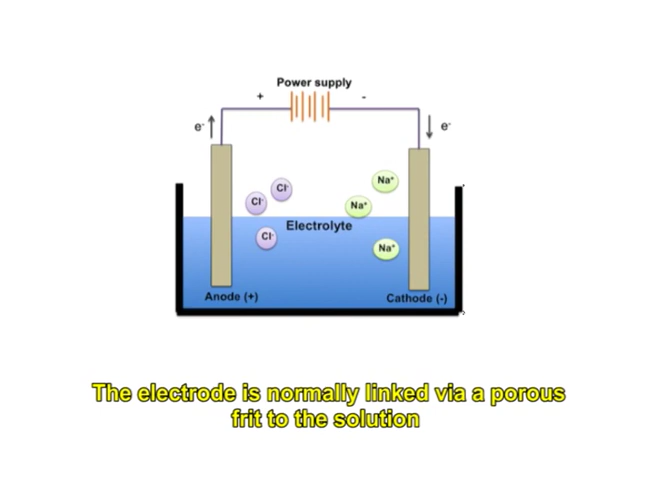 Power supply
+ -
e- e-
Na+
Cl-
Cl- Na+
Electrolyte
Cl-
Na+
Anode (+) Cathode (-)
The electrode is normally linked via a porous
frit to the solution